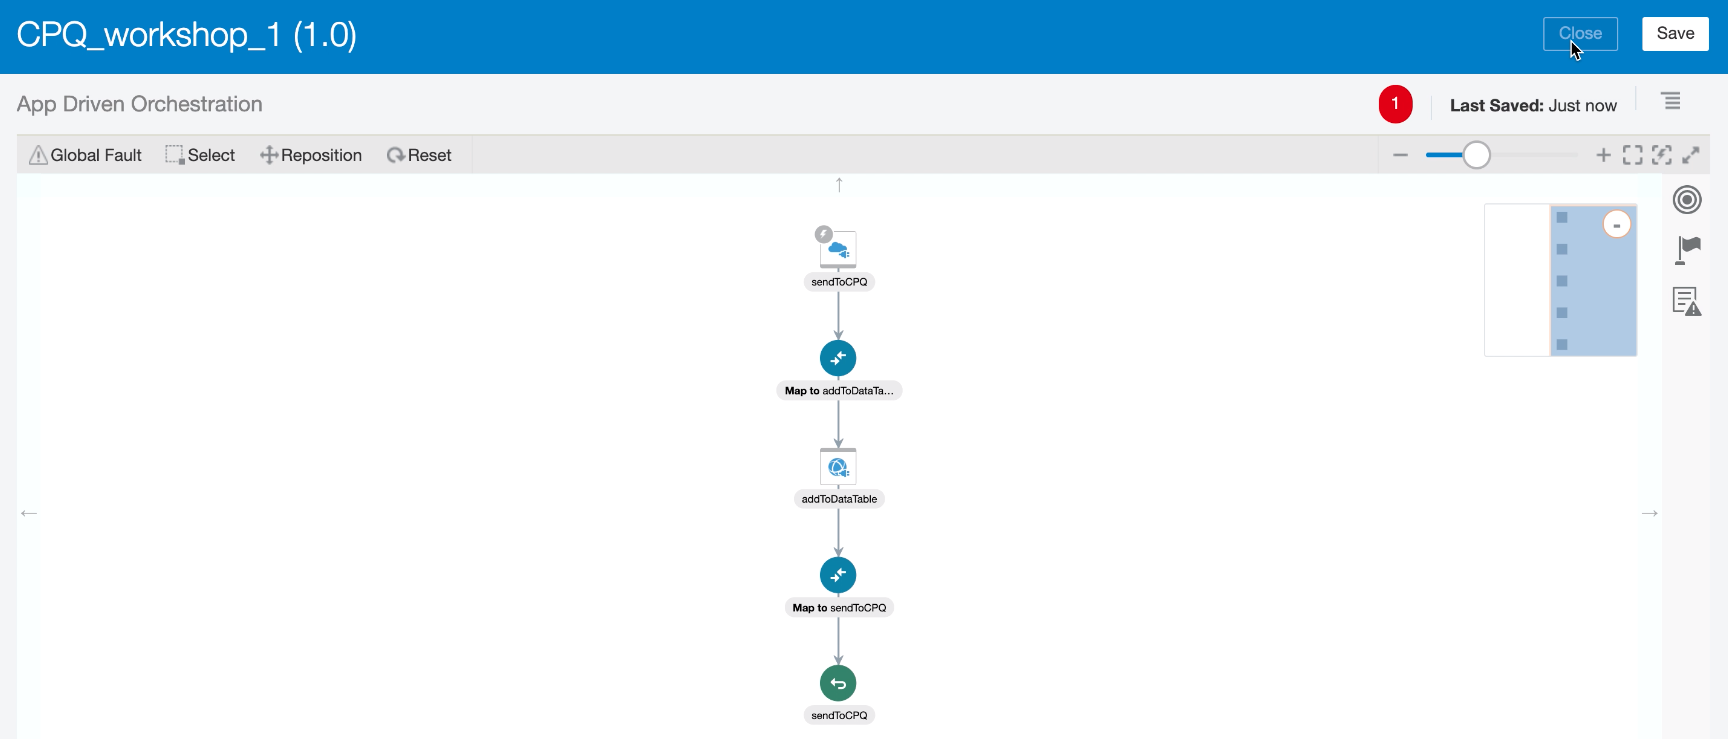 CPQ_workshop_1 (1.0)
Close
Save
App Driven Orchestration
1
Last Saved: Just now
Global Fault
Select
Reposition
Reset
sendToCPQ
Map to addToDataTa...
addToDataTable
Map to sendToCPQ
sendToCPQ